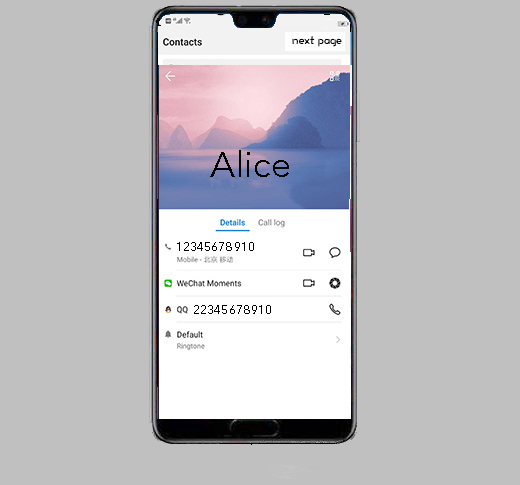 Contacts
next page
Alice
Details
Call log
12345678910
Mobile - 北京 移动
WeChat Moments
QQ 22345678910
Default
Ringtone